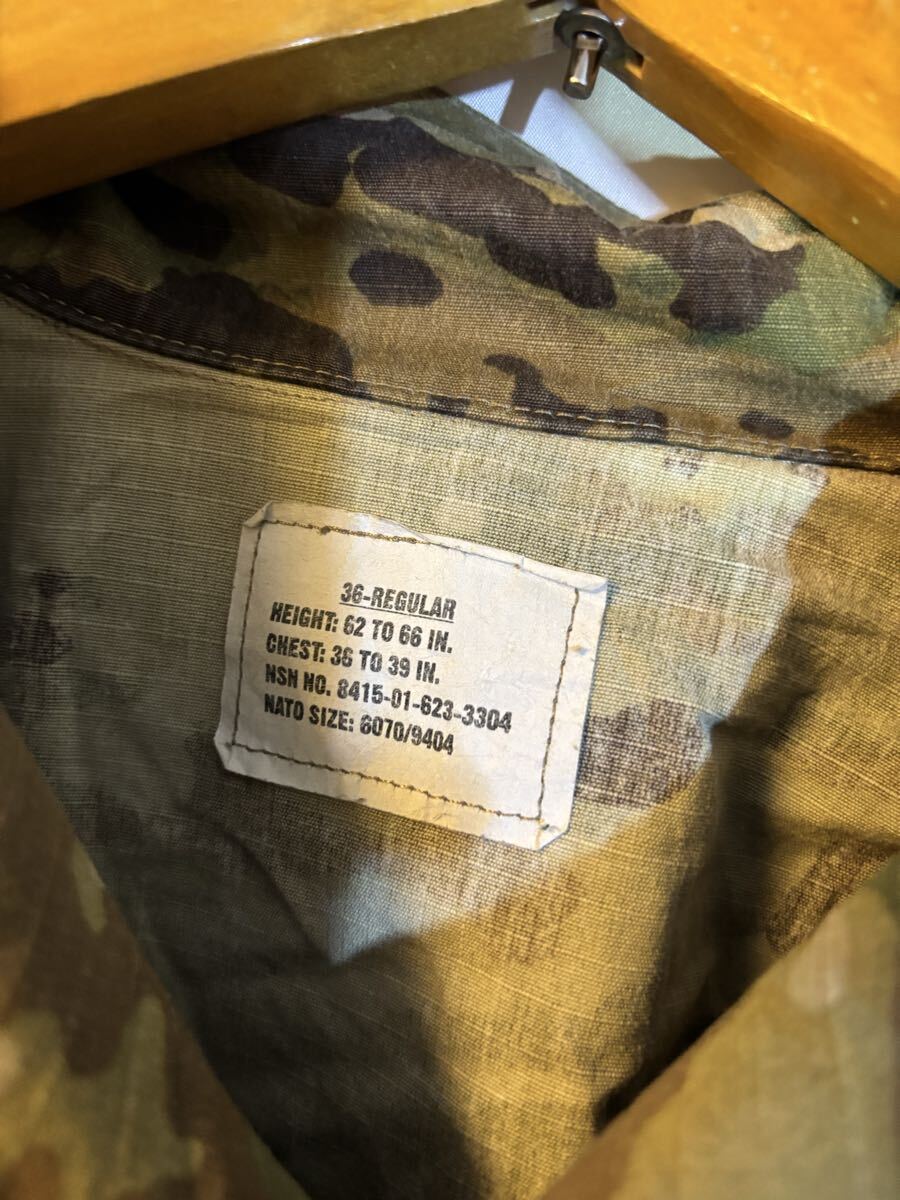 36-REGULAR
HEIGHT: 62 TO 66 IN.
CHEST: 36 TO 39 IN.
NSN NO. 8415-01-623-3304
NATO SIZE: 6070/9404